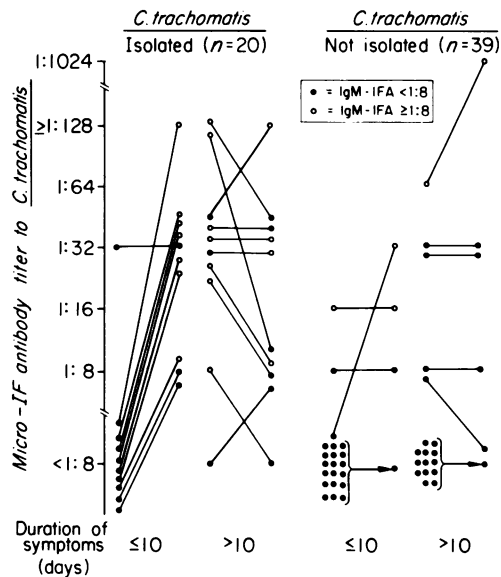 C. trachomatis
Isolated (n=20)
C. trachomatis
Not isolated (n=39)
● = IgM-IFA <1:8
○ = IgM-IFA ≥1:8
Micro-IF antibody titer to C. trachomatis
1:1024
≥1:128
1:64
1:32
1:16
1:8
<1:8
Duration of
symptoms
(days)
≤10
>10
≤10
>10